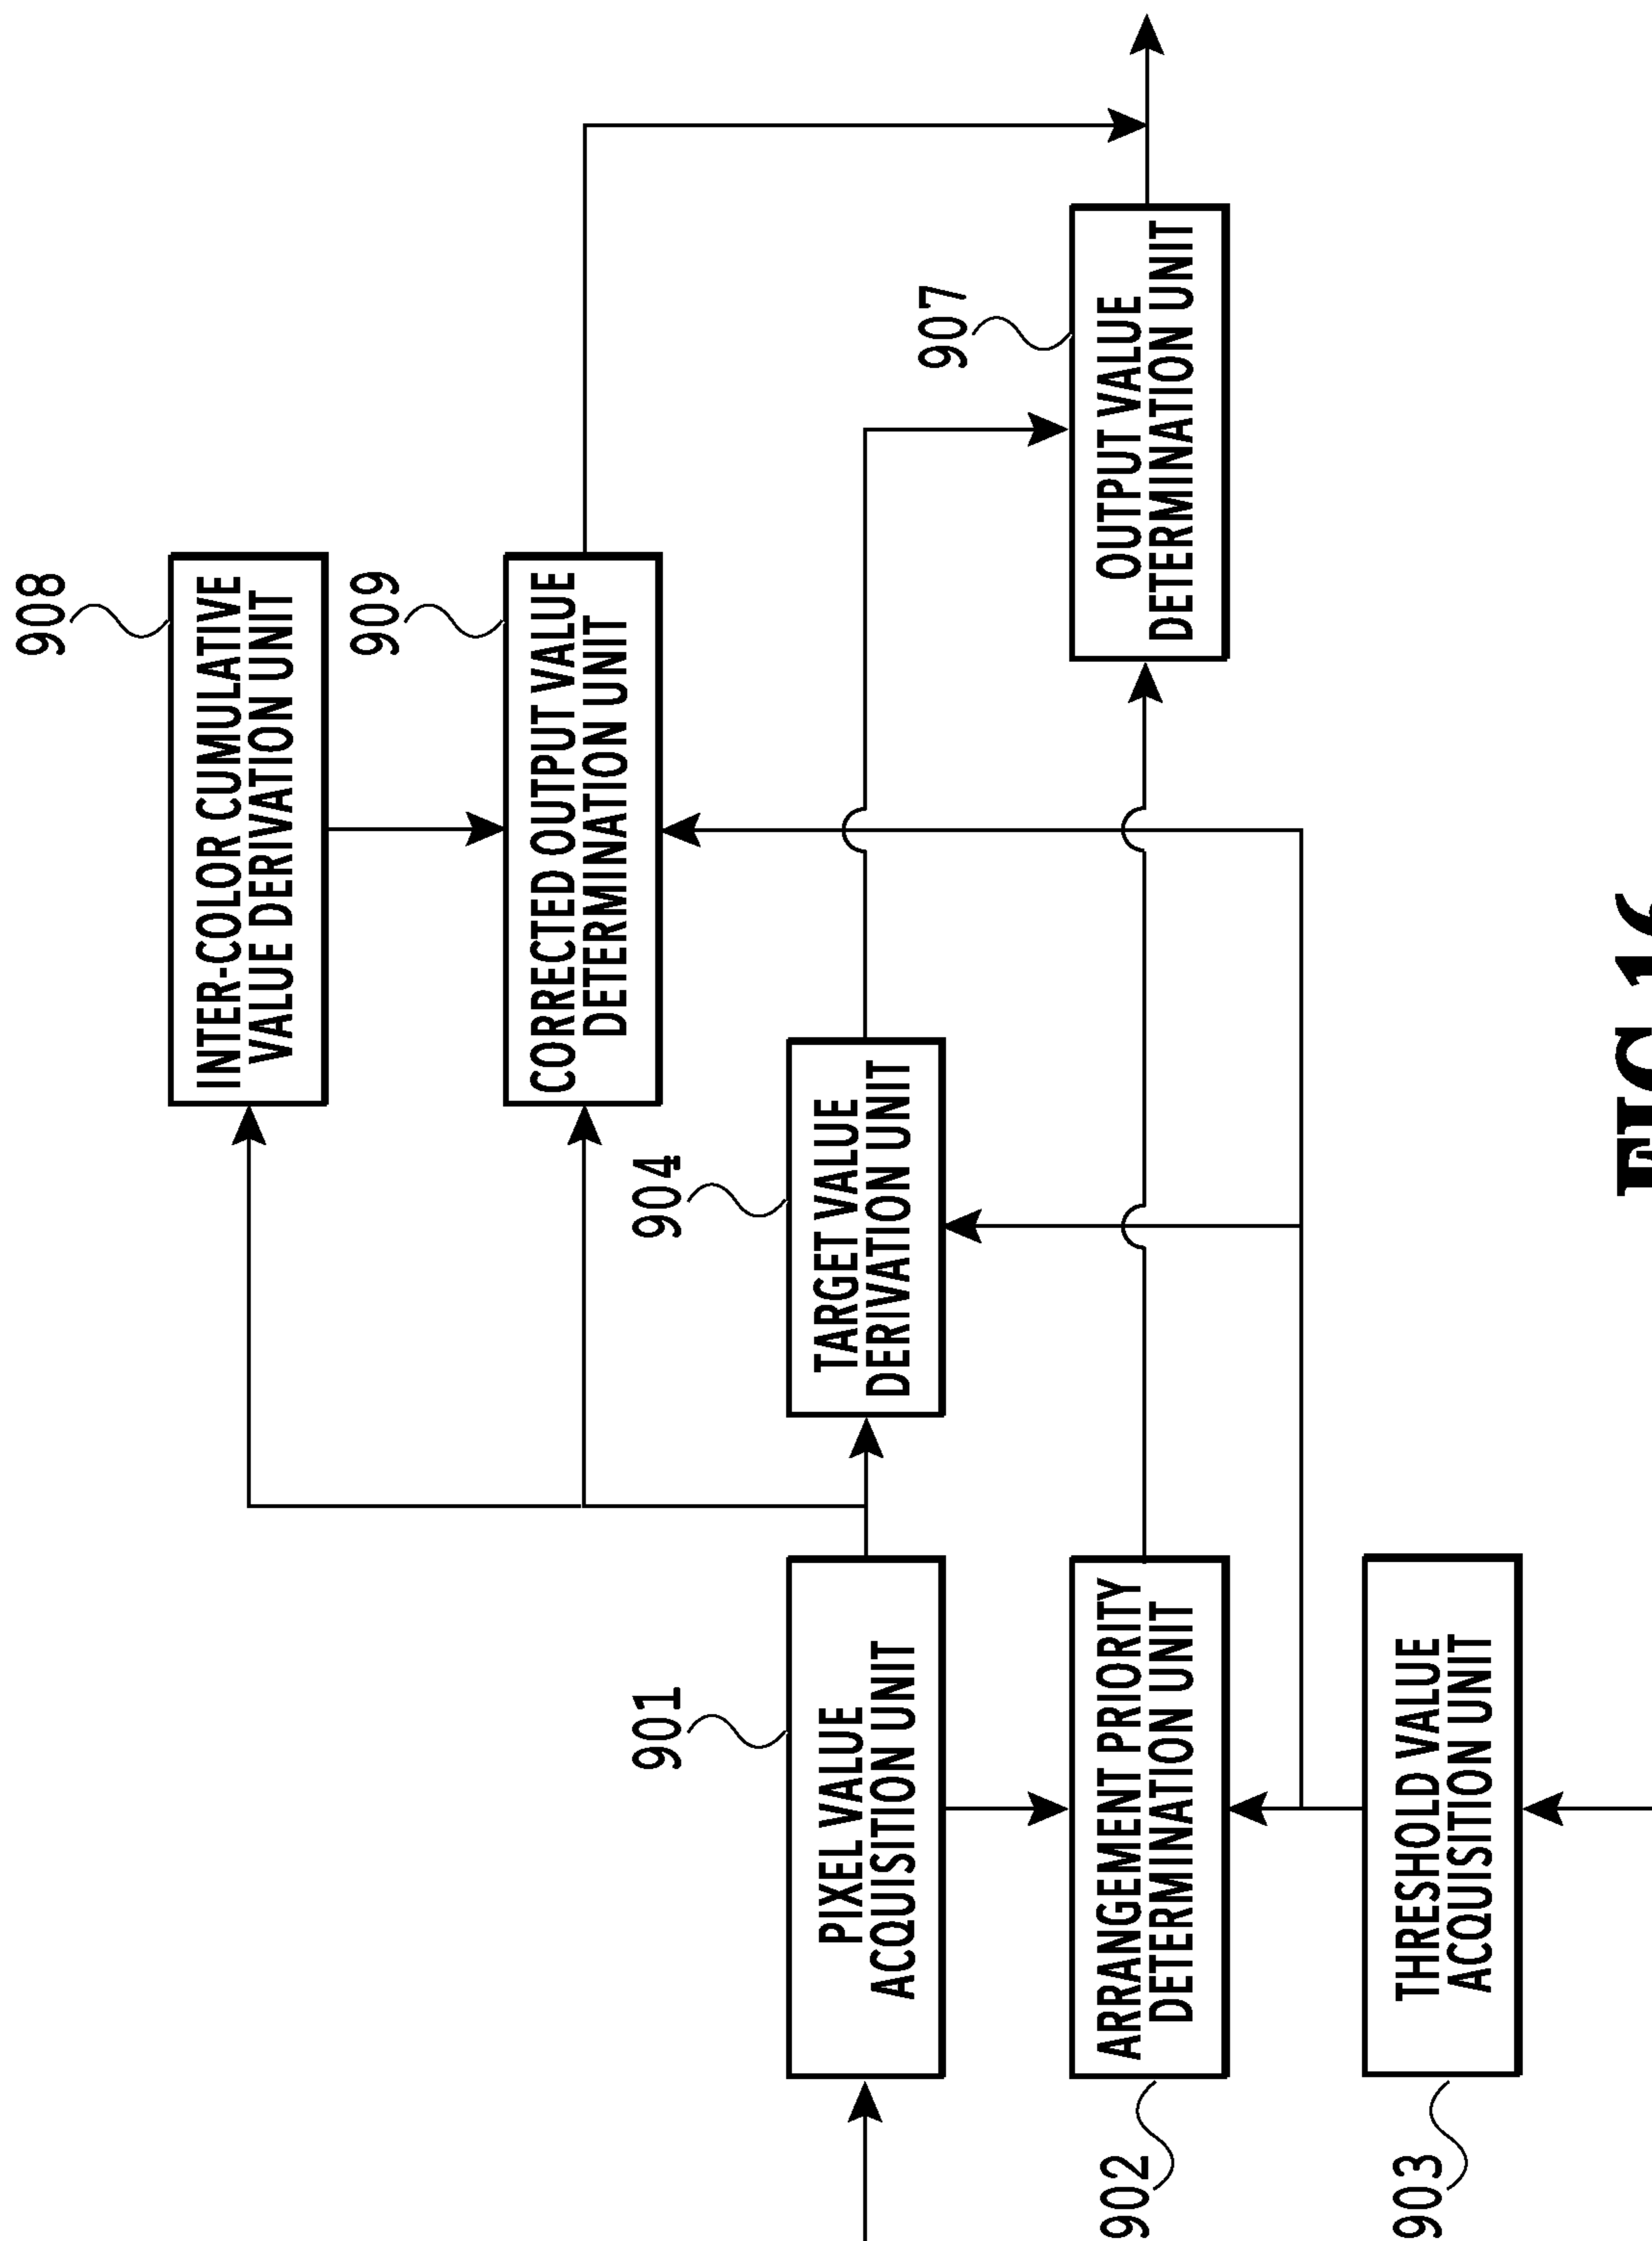 908
INTER-COLOR CUMULATIVE
VALUE DERIVATION UNIT
909
CORRECTED OUTPUT VALUE
DETERMINATION UNIT
901
PIXEL VALUE
ACQUISITION UNIT
904
TARGET VALUE
DERIVATION UNIT
902
ARRANGEMENT PRIORITY
DETERMINATION UNIT
907
OUTPUT VALUE
DETERMINATION UNIT
903
THRESHOLD VALUE
ACQUISITION UNIT